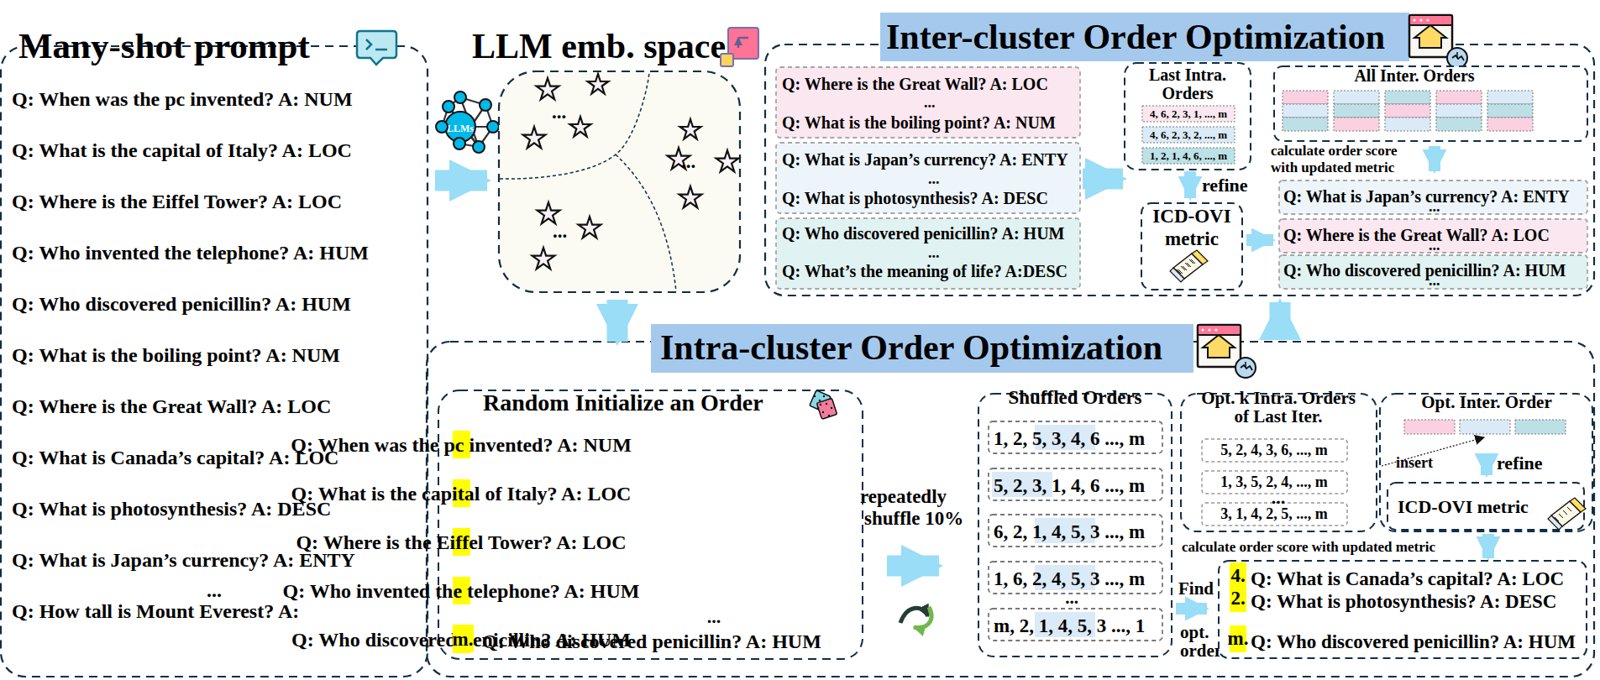 Many-shot prompt
Q: When was the pc invented? A: NUM
Q: What is the capital of Italy? A: LOC
Q: Where is the Eiffel Tower? A: LOC
Q: Who invented the telephone? A: HUM
Q: Who discovered penicillin? A: HUM
Q: What is the boiling point? A: NUM
Q: Where is the Great Wall? A: LOC
Q: What is Canada's capital? A: LOC
Q: What is photosynthesis? A: DESC
Q: What is Japan's currency? A: ENTY
...
Q: How tall is Mount Everest? A:
LLMs
LLM emb. space
...
...
...
Inter-cluster Order Optimization
Q: Where is the Great Wall? A: LOC
...
Q: What is the boiling point? A: NUM
Q: What is Japan's currency? A: ENTY
...
Q: What is photosynthesis? A: DESC
Q: Who discovered penicillin? A: HUM
...
Q: What's the meaning of life? A:DESC
Last Intra.
Orders
4, 6, 2, 3, 1, ..., m
4, 6, 2, 3, 2, ..., m
1, 2, 1, 4, 6, ..., m
refine
ICD-OVI
metric
All Inter. Orders
calculate order score
with updated metric
Q: What is Japan's currency? A: ENTY
...
Q: Where is the Great Wall? A: LOC
...
Q: Who discovered penicillin? A: HUM
...
Intra-cluster Order Optimization
Random Initialize an Order
Q: When was the pc invented? A: NUM
Q: What is the capital of Italy? A: LOC
Q: Where is the Eiffel Tower? A: LOC
Q: Who invented the telephone? A: HUM
...
Q: Who discovered penicillin? A: HUM
m.
Q: Who discovered penicillin? A: HUM
repeatedly
shuffle 10%
Shuffled Orders
1, 2, 5, 3, 4, 6 ..., m
5, 2, 3, 1, 4, 6 ..., m
6, 2, 1, 4, 5, 3 ..., m
1, 6, 2, 4, 5, 3 ..., m
...
m, 2, 1, 4, 5, 3 ..., 1
Opt. k Intra. Orders
of Last Iter.
5, 2, 4, 3, 6, ..., m
1, 3, 5, 2, 4, ..., m
...
3, 1, 4, 2, 5, ..., m
Opt. Inter. Order
insert
refine
ICD-OVI metric
calculate order score with updated metric
Find
opt.
order
4. Q: What is Canada's capital? A: LOC
2. Q: What is photosynthesis? A: DESC
m. Q: Who discovered penicillin? A: HUM